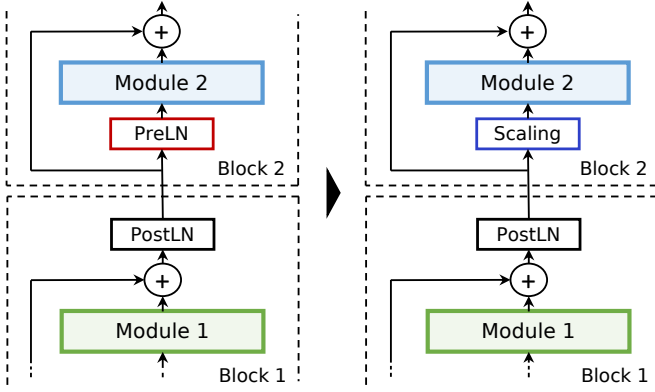 +
Module 2
PreLN
Block 2
PostLN
+
Module 1
Block 1
+
Module 2
Scaling
Block 2
PostLN
+
Module 1
Block 1